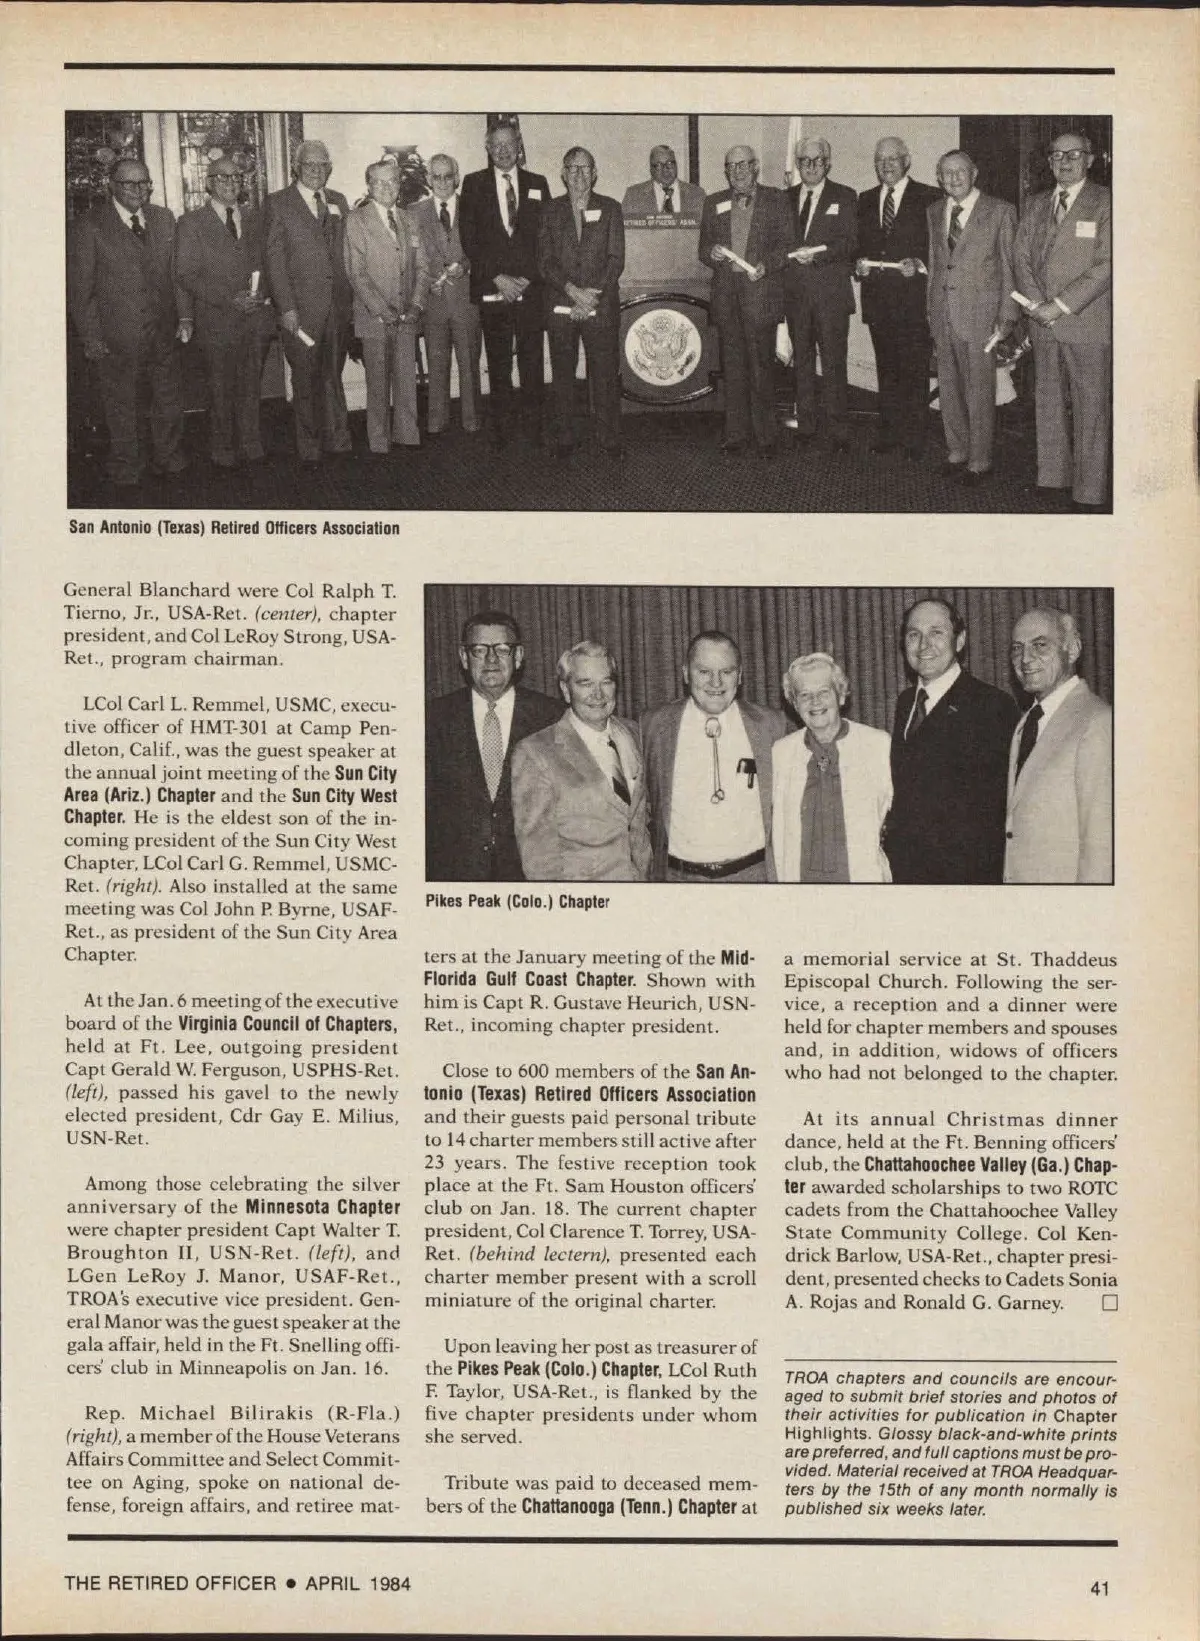 SAN ANTONIO
RETIRED OFFICERS' ASSN.
San Antonio (Texas) Retired Officers Association
General Blanchard were Col Ralph T.
Tierno, Jr., USA-Ret. (center), chapter
president, and Col LeRoy Strong, USA-
Ret., program chairman.
LCol Carl L. Remmel, USMC, execu-
tive officer of HMT-301 at Camp Pen-
dleton, Calif., was the guest speaker at
the annual joint meeting of the Sun City
Area (Ariz.) Chapter and the Sun City West
Chapter. He is the eldest son of the in-
coming president of the Sun City West
Chapter, LCol Carl G. Remmel, USMC-
Ret. (right). Also installed at the same
meeting was Col John P. Byrne, USAF-
Ret., as president of the Sun City Area
Chapter.
At the Jan. 6 meeting of the executive
board of the Virginia Council of Chapters,
held at Ft. Lee, outgoing president
Capt Gerald W. Ferguson, USPHS-Ret.
(left), passed his gavel to the newly
elected president, Cdr Gay E. Milius,
USN-Ret.
Among those celebrating the silver
anniversary of the Minnesota Chapter
were chapter president Capt Walter T.
Broughton II, USN-Ret. (left), and
LGen LeRoy J. Manor, USAF-Ret.,
TROA's executive vice president. Gen-
eral Manor was the guest speaker at the
gala affair, held in the Ft. Snelling offi-
cers' club in Minneapolis on Jan. 16.
Rep. Michael Bilirakis (R-Fla.)
(right), a member of the House Veterans
Affairs Committee and Select Commit-
tee on Aging, spoke on national de-
fense, foreign affairs, and retiree mat-
Pikes Peak (Colo.) Chapter
ters at the January meeting of the Mid-
Florida Gulf Coast Chapter. Shown with
him is Capt R. Gustave Heurich, USN-
Ret., incoming chapter president.
Close to 600 members of the San An-
tonio (Texas) Retired Officers Association
and their guests paid personal tribute
to 14 charter members still active after
23 years. The festive reception took
place at the Ft. Sam Houston officers'
club on Jan. 18. The current chapter
president, Col Clarence T. Torrey, USA-
Ret. (behind lectern), presented each
charter member present with a scroll
miniature of the original charter.
Upon leaving her post as treasurer of
the Pikes Peak (Colo.) Chapter, LCol Ruth
F. Taylor, USA-Ret., is flanked by the
five chapter presidents under whom
she served.
Tribute was paid to deceased mem-
bers of the Chattanooga (Tenn.) Chapter at
a memorial service at St. Thaddeus
Episcopal Church. Following the ser-
vice, a reception and a dinner were
held for chapter members and spouses
and, in addition, widows of officers
who had not belonged to the chapter.
At its annual Christmas dinner
dance, held at the Ft. Benning officers'
club, the Chattahoochee Valley (Ga.) Chap-
ter awarded scholarships to two ROTC
cadets from the Chattahoochee Valley
State Community College. Col Ken-
drick Barlow, USA-Ret., chapter presi-
dent, presented checks to Cadets Sonia
A. Rojas and Ronald G. Garney. □
TROA chapters and councils are encour-
aged to submit brief stories and photos of
their activities for publication in Chapter
Highlights. Glossy black-and-white prints
are preferred, and full captions must be pro-
vided. Material received at TROA Headquar-
ters by the 15th of any month normally is
published six weeks later.
THE RETIRED OFFICER • APRIL 1984
41